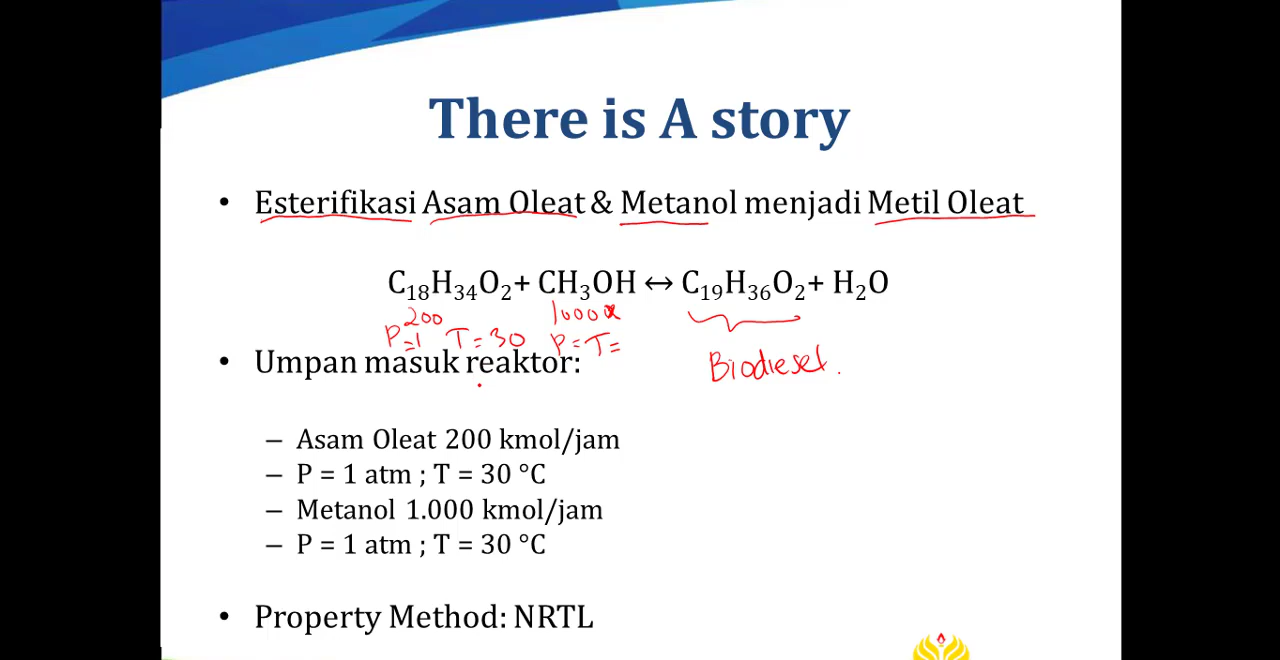 There is A story
• Esterifikasi Asam Oleat & Metanol menjadi Metil Oleat
C₁₈H₃₄O₂+ CH₃OH ↔ C₁₉H₃₆O₂+ H₂O
200 1000
P=1 T=30 P= T=
• Umpan masuk reaktor:
Biodiesel.
– Asam Oleat 200 kmol/jam
– P = 1 atm ; T = 30 °C
– Metanol 1.000 kmol/jam
– P = 1 atm ; T = 30 °C
• Property Method: NRTL